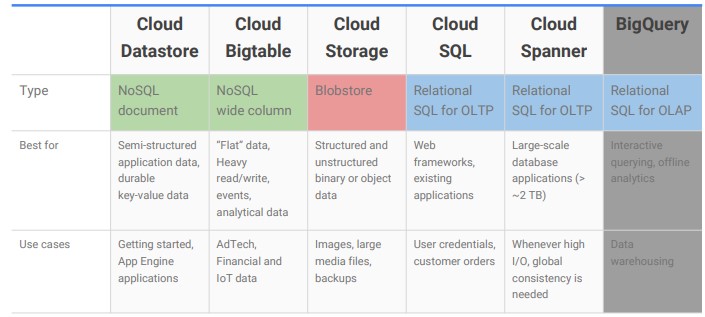 Cloud Datastore
Cloud Bigtable
Cloud Storage
Cloud SQL
Cloud Spanner
BigQuery
Type
NoSQL document
NoSQL wide column
Blobstore
Relational SQL for OLTP
Relational SQL for OLTP
Relational SQL for OLAP
Best for
Semi-structured application data, durable key-value data
"Flat" data, Heavy read/write, events, analytical data
Structured and unstructured binary or object data
Web frameworks, existing applications
Large-scale database applications (> ~2 TB)
Interactive querying, offline analytics
Use cases
Getting started, App Engine applications
AdTech, Financial and IoT data
Images, large media files, backups
User credentials, customer orders
Whenever high I/O, global consistency is needed
Data warehousing